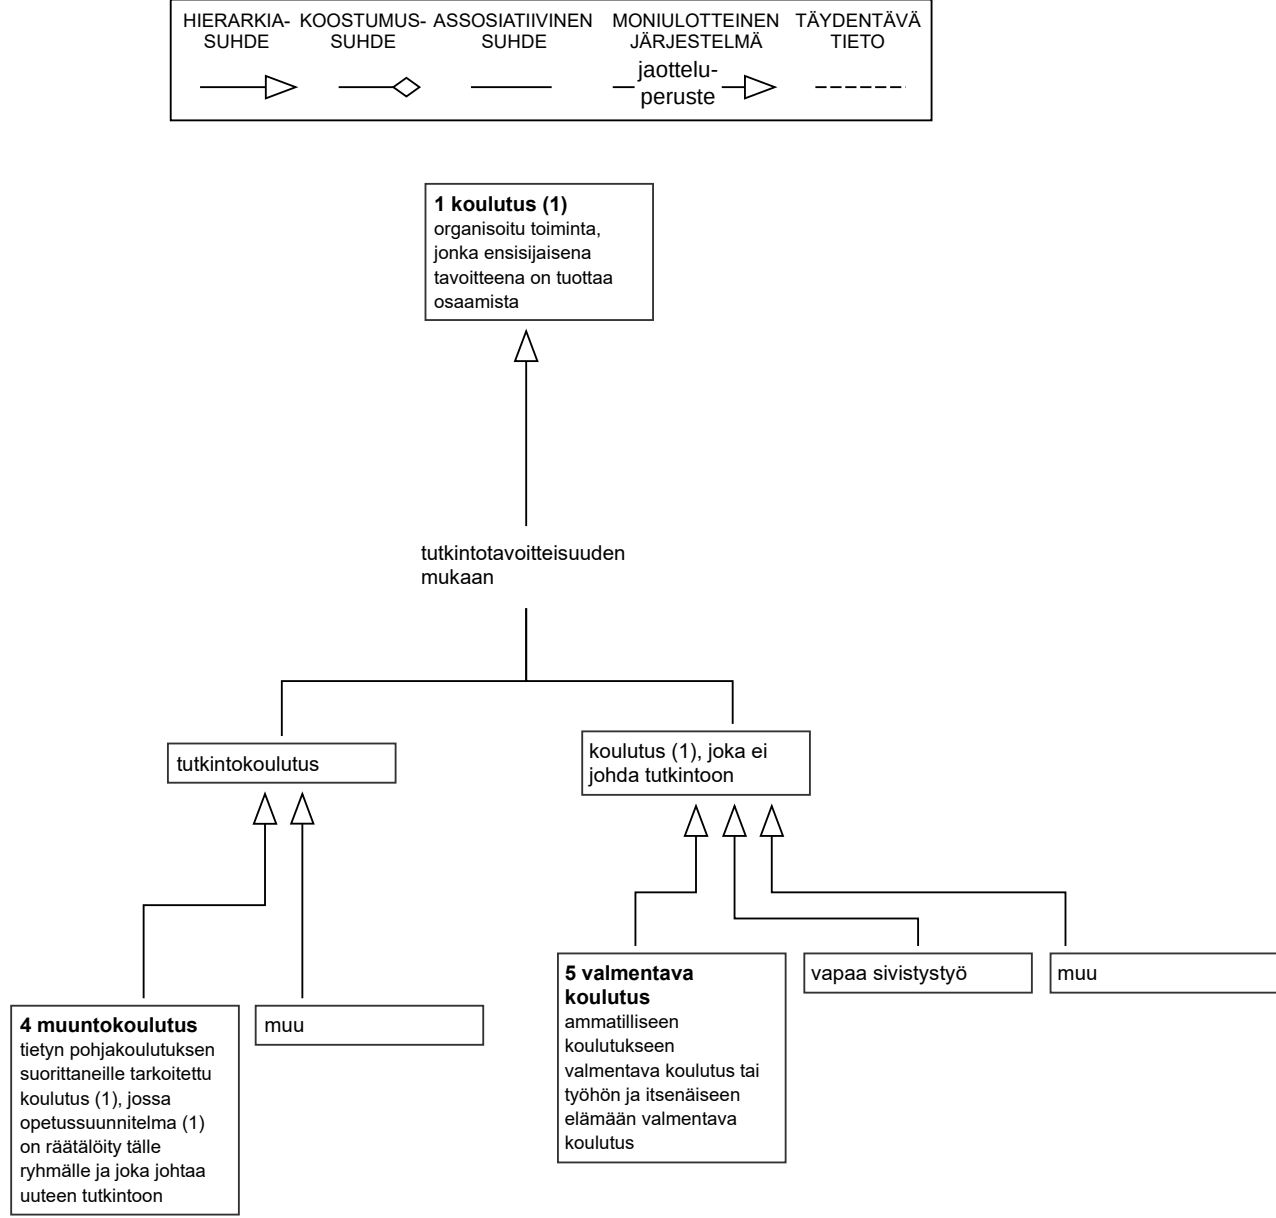 HIERARKIA-
SUHDE
KOOSTUMUS-
SUHDE
ASSOSIATIIVINEN
SUHDE
MONIULOTTEINEN
JÄRJESTELMÄ
jaottelu-
peruste
TÄYDENTÄVÄ
TIETO
1 koulutus (1)
organisoitu toiminta,
jonka ensisijaisena
tavoitteena on tuottaa
osaamista
tutkintotavoitteisuuden
mukaan
tutkintokoulutus
koulutus (1), joka ei
johda tutkintoon
4 muuntokoulutus
tietyn pohjakoulutuksen
suorittaneille tarkoitettu
koulutus (1), jossa
opetussuunnitelma (1)
on räätälöity tälle
ryhmälle ja joka johtaa
uuteen tutkintoon
muu
5 valmentava
koulutus
ammatilliseen
koulutukseen
valmentava koulutus tai
työhön ja itsenäiseen
elämään valmentava
koulutus
vapaa sivistystyö
muu